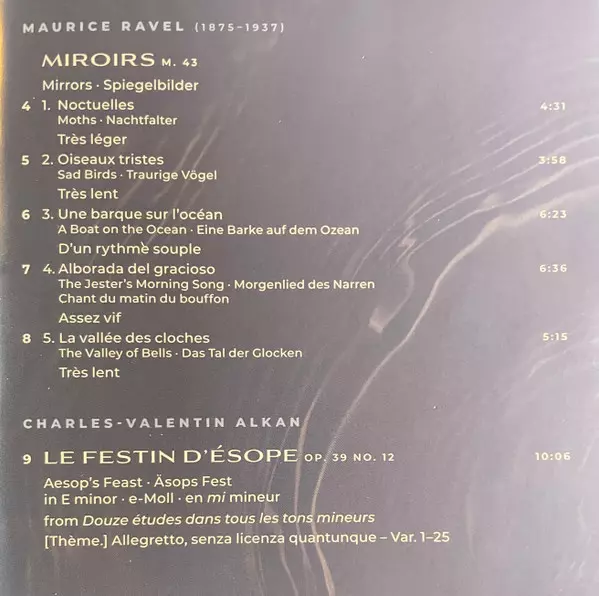 MAURICE RAVEL (1875–1937)
MIROIRS M. 43
Mirrors · Spiegelbilder
4 1. Noctuelles 4:31
Moths · Nachtfalter
Très léger
5 2. Oiseaux tristes 3:58
Sad Birds · Traurige Vögel
Très lent
6 3. Une barque sur l'océan 6:23
A Boat on the Ocean · Eine Barke auf dem Ozean
D'un rythme souple
7 4. Alborada del gracioso 6:36
The Jester's Morning Song · Morgenlied des Narren
Chant du matin du bouffon
Assez vif
8 5. La vallée des cloches 5:15
The Valley of Bells · Das Tal der Glocken
Très lent
CHARLES-VALENTIN ALKAN
9 LE FESTIN D'ÉSOPE OP. 39 NO. 12 10:06
Aesop's Feast · Äsops Fest
in E minor · e-Moll · en mi mineur
from Douze études dans tous les tons mineurs
[Thème.] Allegretto, senza licenza quantunque – Var. 1–25